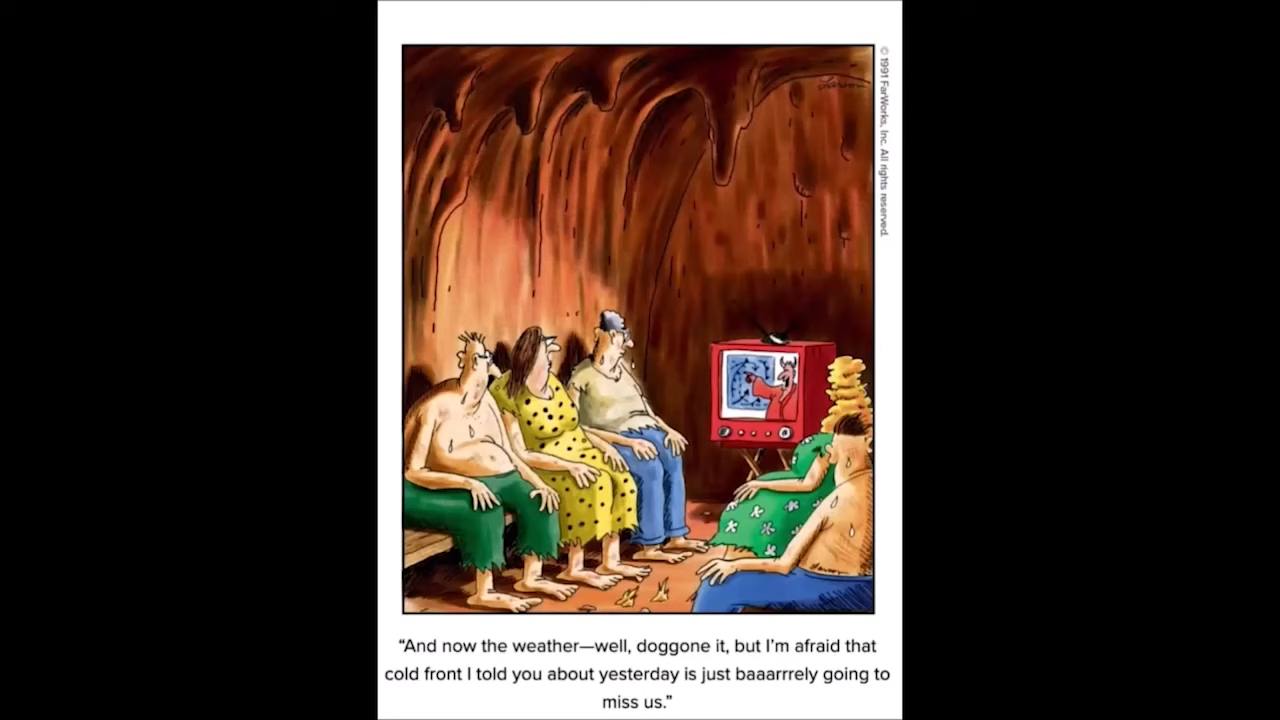 Larson
© 1991 FarWorks, Inc. All rights reserved.
“And now the weather—well, doggone it, but I’m afraid that
cold front I told you about yesterday is just baaarrrely going to
miss us.”